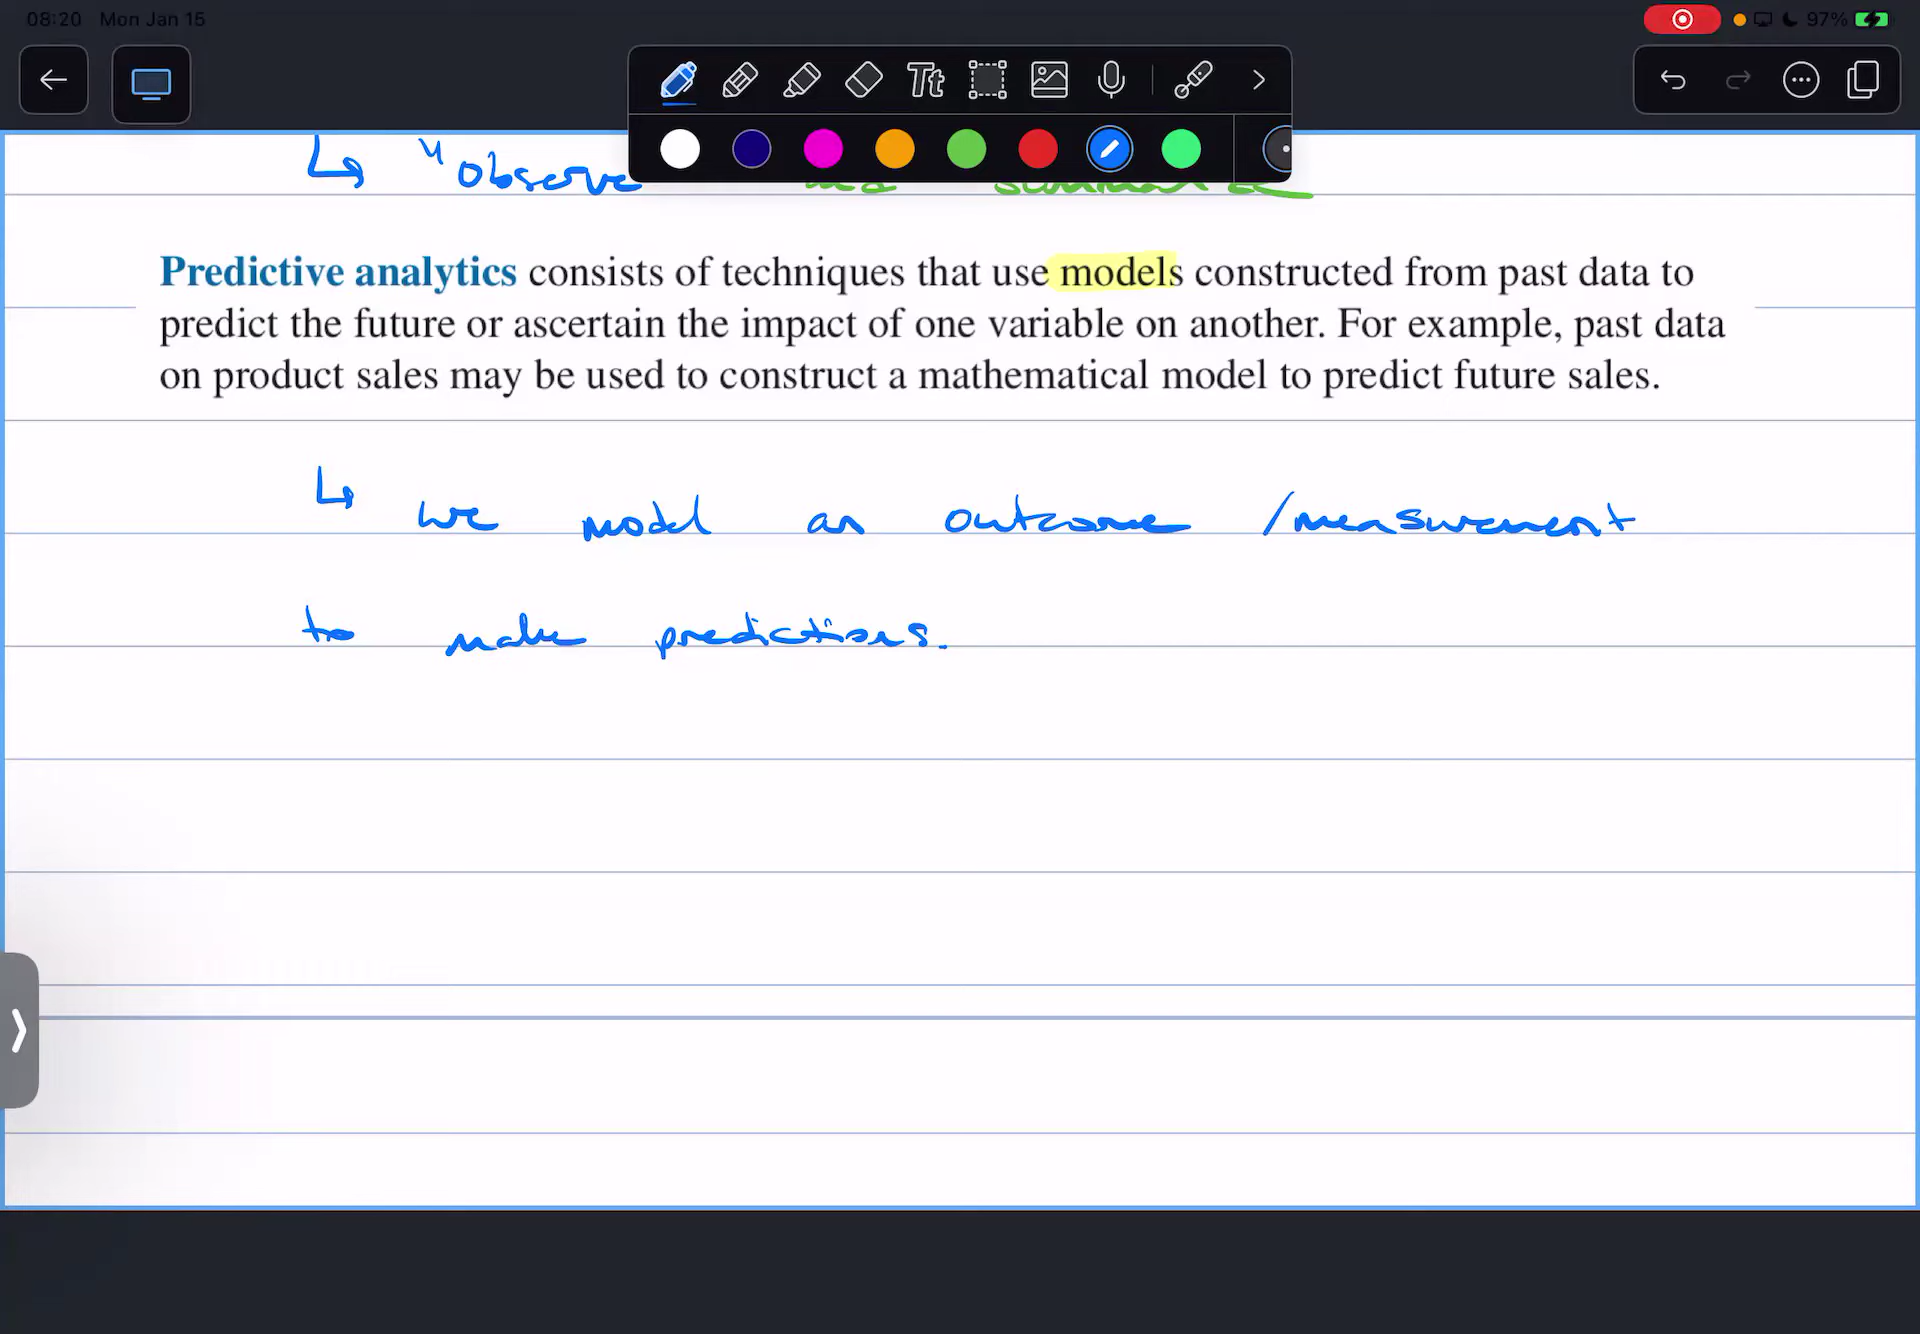 08:20 Mon Jan 15
97%
Tt
↳ "observe
Predictive analytics consists of techniques that use models constructed from past data to
predict the future or ascertain the impact of one variable on another. For example, past data
on product sales may be used to construct a mathematical model to predict future sales.
↳ we model an outcome /measurement
to make predictions.